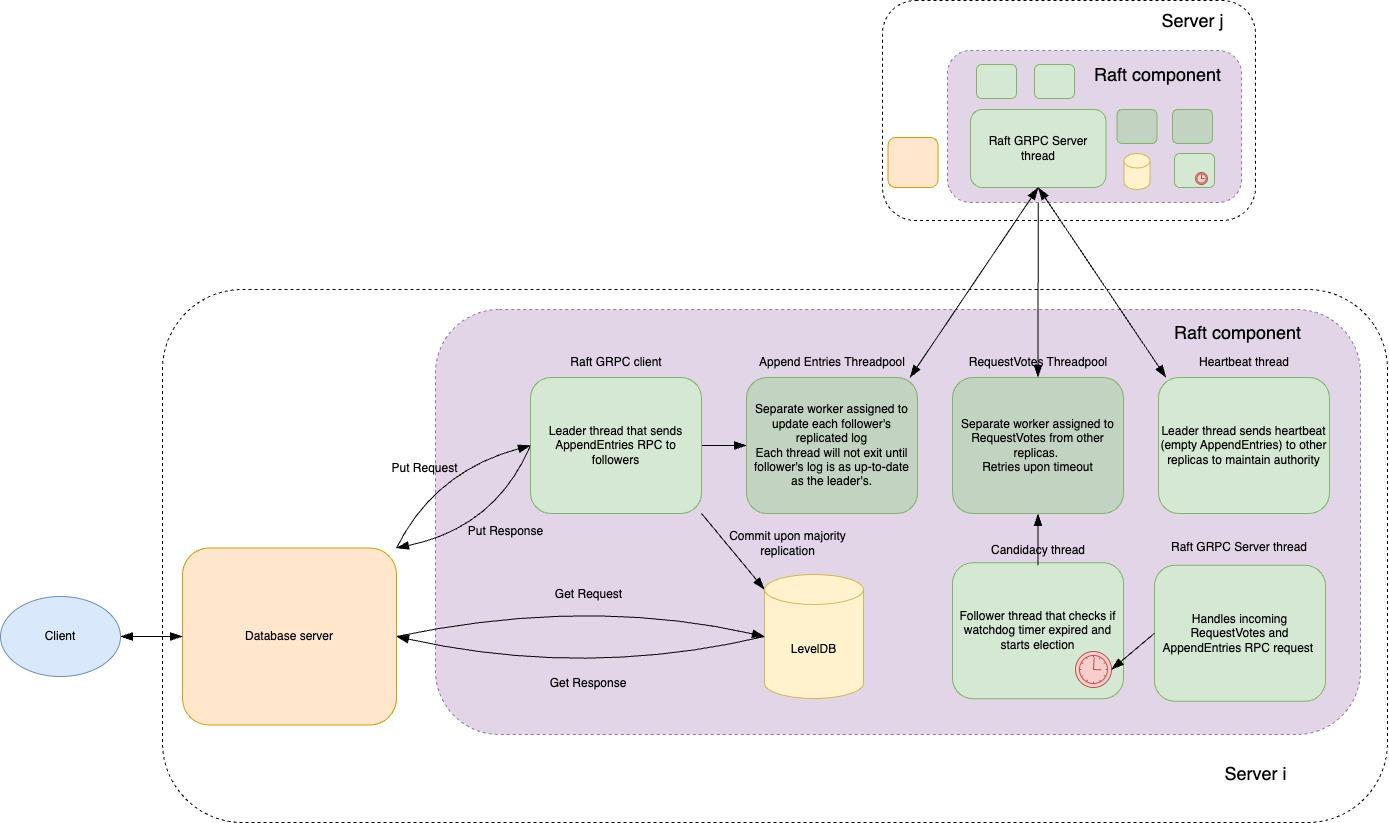 Server j
Raft component
Raft GRPC Server
thread
Raft component
Raft GRPC client
Append Entries Threadpool
RequestVotes Threadpool
Heartbeat thread
Leader thread that sends
AppendEntries RPC to
followers
Separate worker assigned to
update each follower's
replicated log
Each thread will not exit until
follower's log is as up-to-date
as the leader's.
Separate worker assigned to
RequestVotes from other
replicas.
Retries upon timeout
Leader thread sends heartbeat
(empty AppendEntries) to other
replicas to maintain authority
Put Request
Put Response
Commit upon majority
replication
Candidacy thread
Raft GRPC Server thread
Get Request
Follower thread that checks if
watchdog timer expired and
starts election
Handles incoming
RequestVotes and
AppendEntries RPC request
Client
Database server
LevelDB
Get Response
Server i